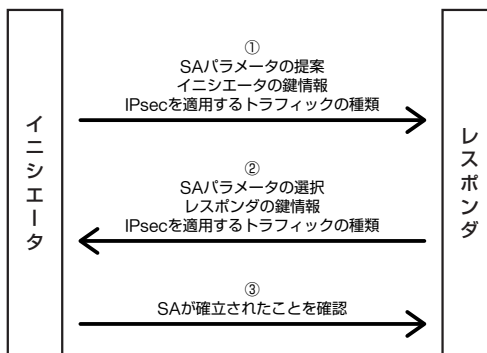 イニシエータ
①
SAパラメータの提案
イニシエータの鍵情報
IPsecを適用するトラフィックの種類
②
SAパラメータの選択
レスポンダの鍵情報
IPsecを適用するトラフィックの種類
③
SAが確立されたことを確認
レスポンダ